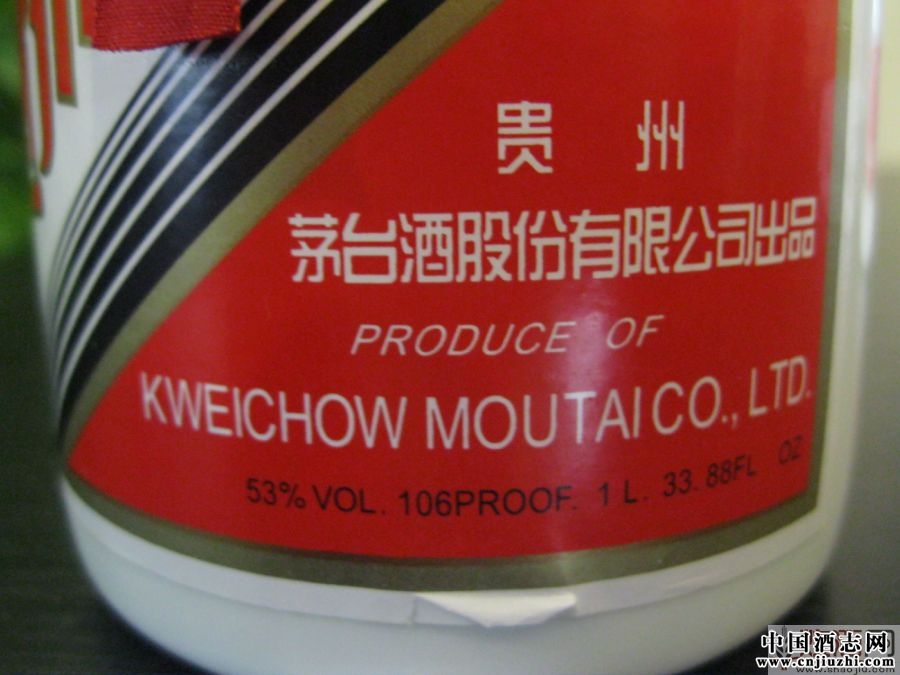 贵 州
茅台酒股份有限公司出品
PRODUCE OF
KWEICHOW MOUTAI CO., LTD.
53% VOL. 106PROOF. 1 L. 33.88FL OZ
中国酒志网
www.cnjiuzhi.com